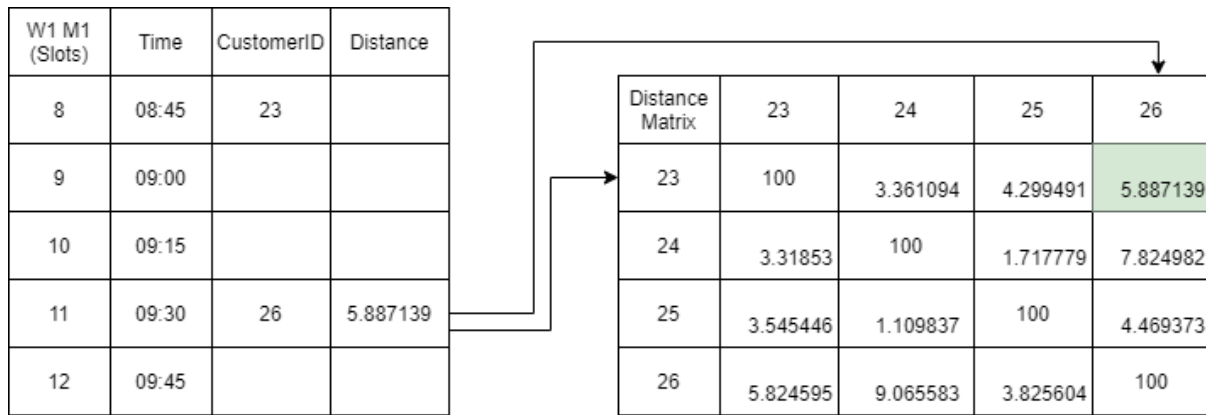 W1 M1 (Slots) Time CustomerID Distance
8 08:45 23
9 09:00
10 09:15
11 09:30 26 5.887139
12 09:45
Distance Matrix 23 24 25 26
23 100 3.361094 4.299491 5.887139
24 3.31853 100 1.717779 7.824982
25 3.545446 1.109837 100 4.469373
26 5.824595 9.065583 3.825604 100